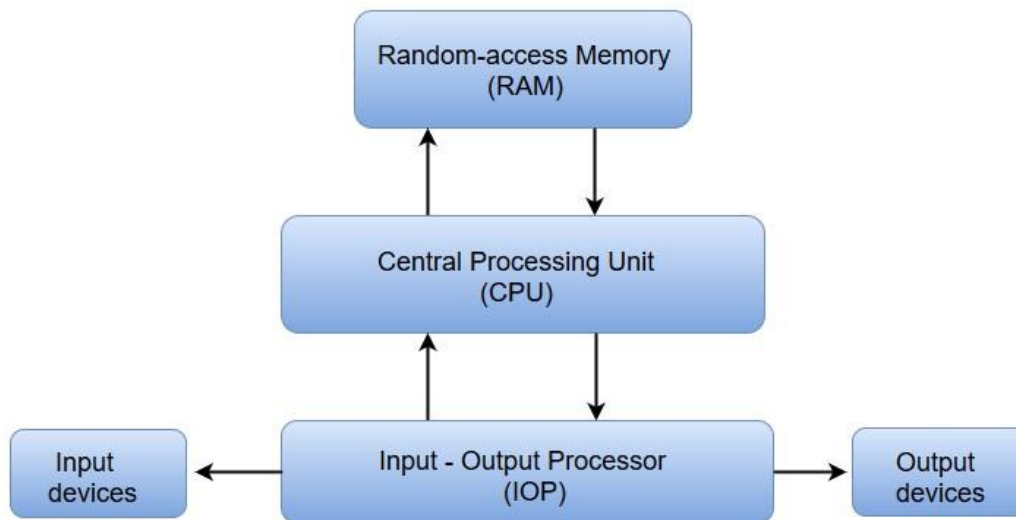 Random-access Memory
(RAM)
Central Processing Unit
(CPU)
Input
devices
Input - Output Processor
(IOP)
Output
devices